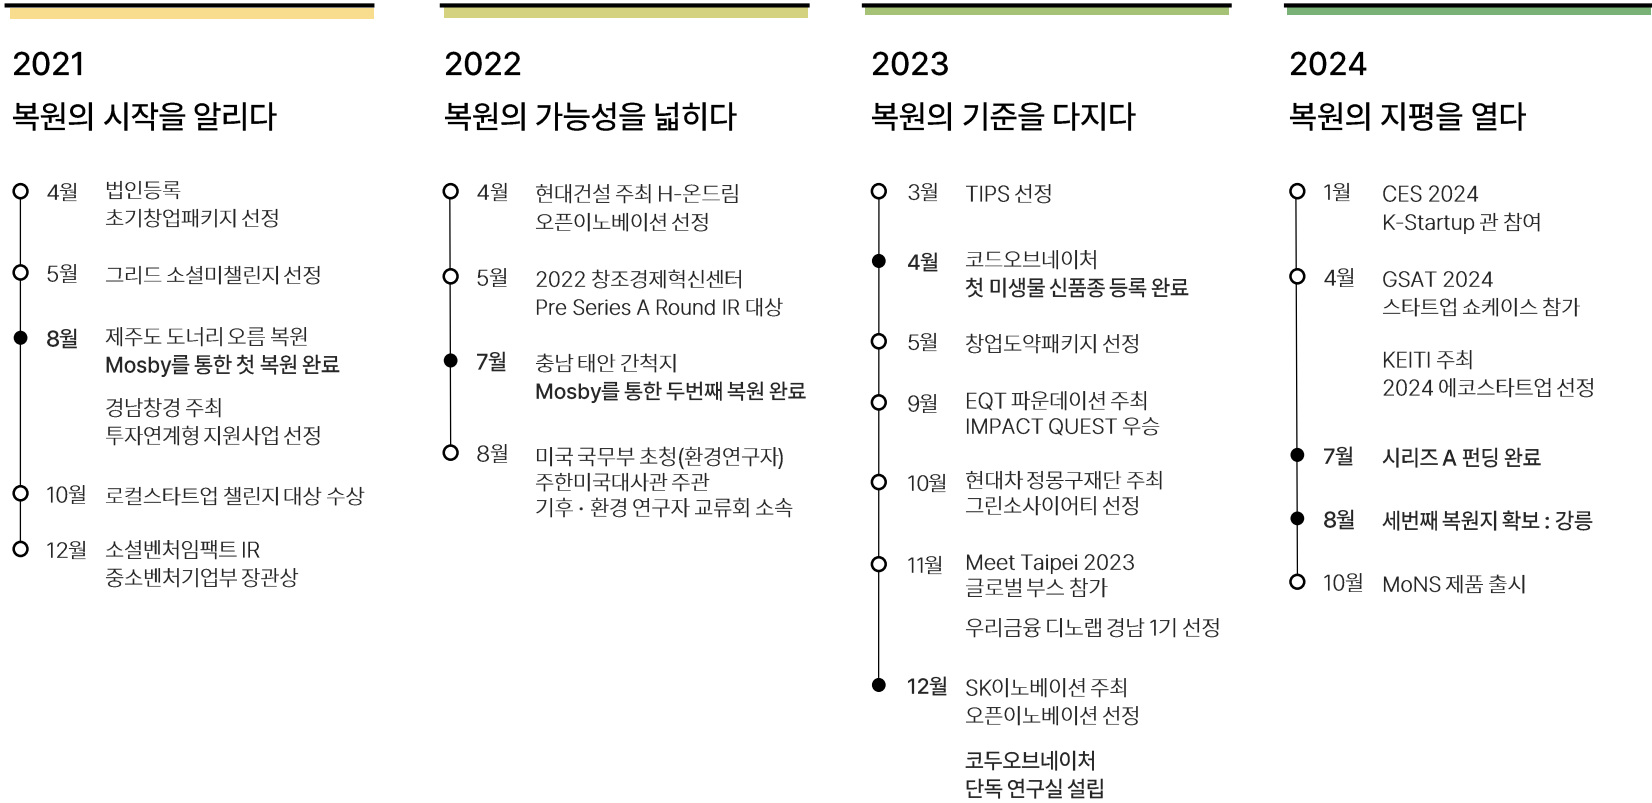 2021
복원의 시작을 알리다
4월 법인등록
초기창업패키지 선정
5월 그리드 소셜미챌린지 선정
8월 제주도 도너리 오름 복원
Mosby를 통한 첫 복원 완료
경남창경 주최
투자연계형 지원사업 선정
10월 로컬스타트업 챌린지 대상 수상
12월 소셜벤처임팩트 IR
중소벤처기업부 장관상
2022
복원의 가능성을 넓히다
4월 현대건설 주최 H-온드림
오픈이노베이션 선정
5월 2022 창조경제혁신센터
Pre Series A Round IR 대상
7월 충남 태안 간척지
Mosby를 통한 두번째 복원 완료
8월 미국 국무부 초청(환경연구자)
주한미국대사관 주관
기후 · 환경 연구자 교류회 소속
2023
복원의 기준을 다지다
3월 TIPS 선정
4월 코드오브네이처
첫 미생물 신품종 등록 완료
5월 창업도약패키지 선정
9월 EQT 파운데이션 주최
IMPACT QUEST 우승
10월 현대차 정몽구재단 주최
그린소사이어티 선정
11월 Meet Taipei 2023
글로벌 부스 참가
우리금융 디노랩 경남 1기 선정
12월 SK이노베이션 주최
오픈이노베이션 선정
코두오브네이처
단독 연구실 설립
2024
복원의 지평을 열다
1월 CES 2024
K-Startup 관 참여
4월 GSAT 2024
스타트업 쇼케이스 참가
KEITI 주최
2024 에코스타트업 선정
7월 시리즈 A 펀딩 완료
8월 세번째 복원지 확보 : 강릉
10월 MoNS 제품 출시